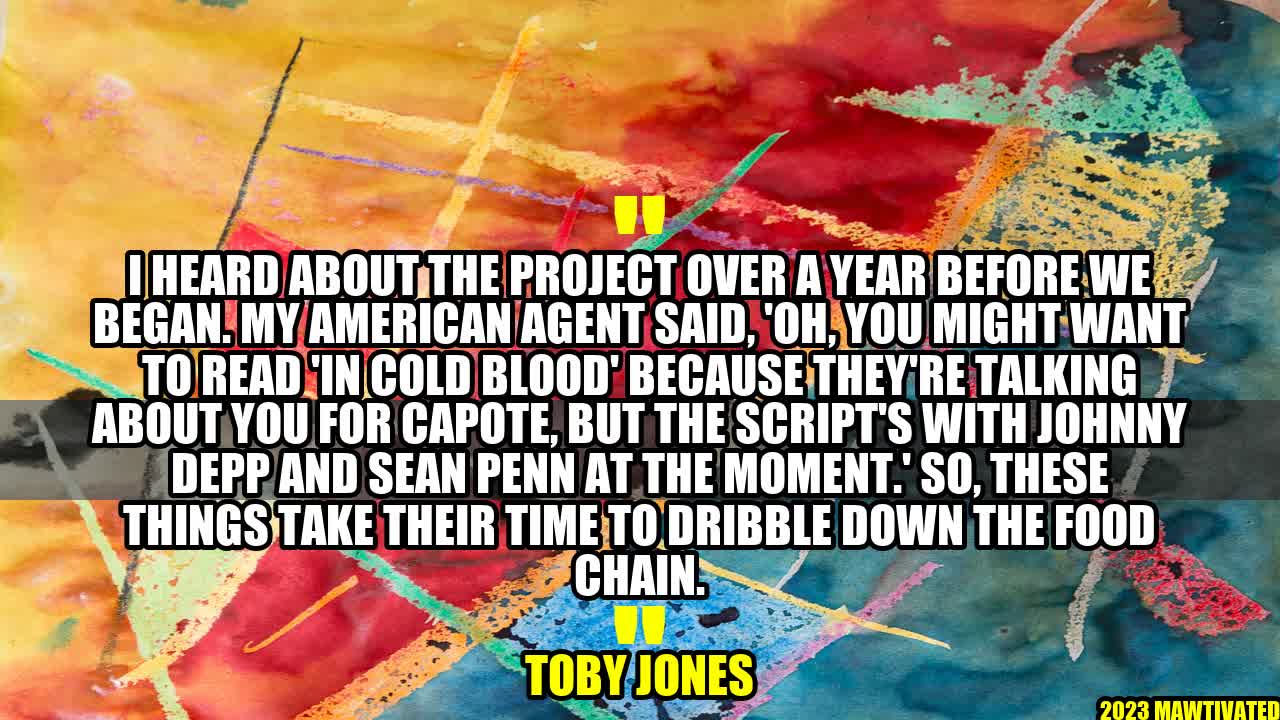 "
I HEARD ABOUT THE PROJECT OVER A YEAR BEFORE WE
BEGAN. MY AMERICAN AGENT SAID, 'OH, YOU MIGHT WANT
TO READ 'IN COLD BLOOD' BECAUSE THEY'RE TALKING
ABOUT YOU FOR CAPOTE, BUT THE SCRIPT'S WITH JOHNNY
DEPP AND SEAN PENN AT THE MOMENT.' SO, THESE
THINGS TAKE THEIR TIME TO DRIBBLE DOWN THE FOOD
CHAIN.
"
TOBY JONES
2023 MAWTIVATED